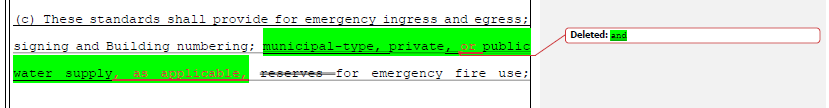 (c) These standards shall provide for emergency ingress and egress;
signing and Building numbering; municipal-type, private, or public
water supply, as applicable, reserves for emergency fire use;
Deleted: and